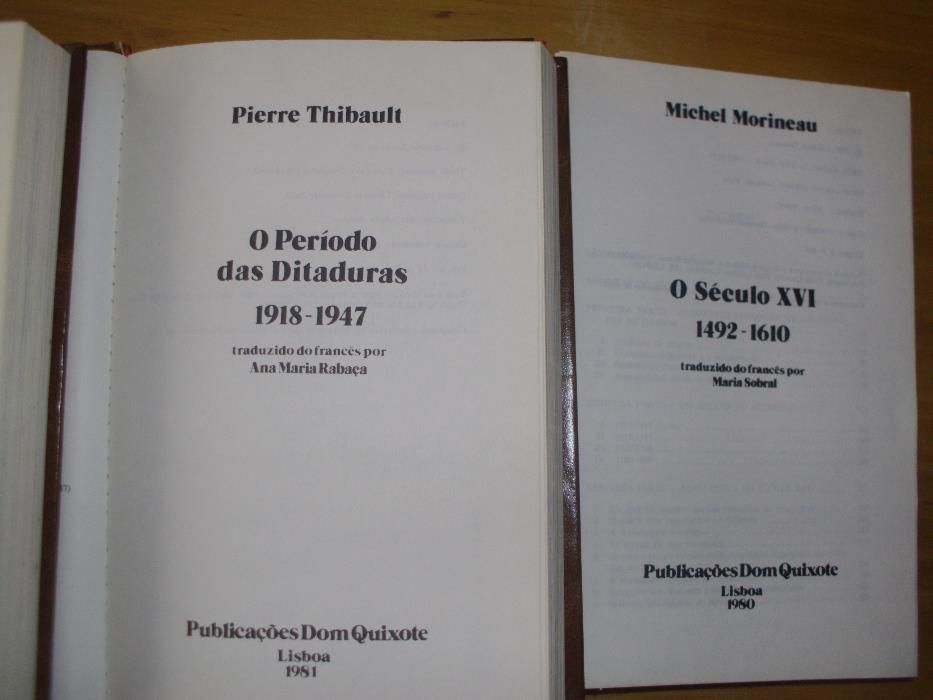 Pierre Thibault
O Período
das Ditaduras
1918-1947
traduzido do francês por
Ana Maria Rabaça
Publicações Dom Quixote
Lisboa
1981
Michel Morineau
O Século XVI
1492-1610
traduzido do francês por
Maria Sobral
Publicações Dom Quixote
Lisboa
1980